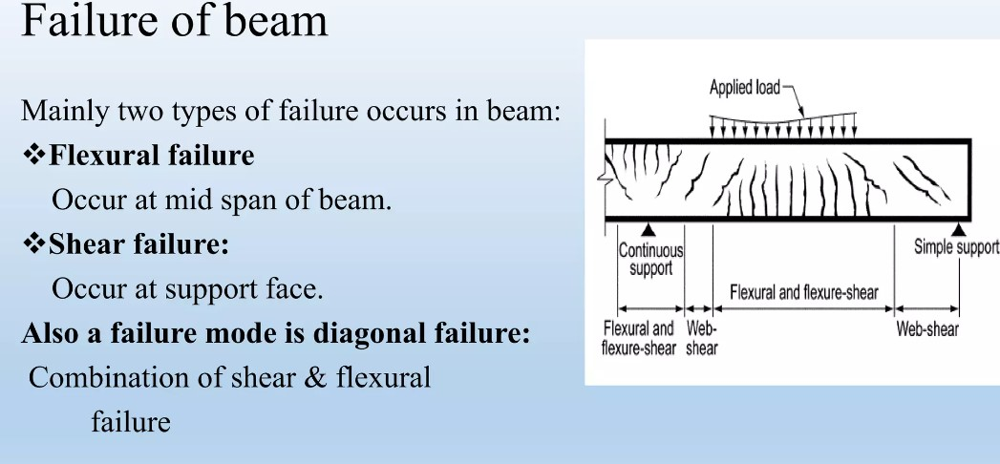 Failure of beam
Mainly two types of failure occurs in beam:
❖Flexural failure
Occur at mid span of beam.
❖Shear failure:
Occur at support face.
Also a failure mode is diagonal failure:
Combination of shear & flexural
failure
Applied load
Continuous
support
Simple support
Flexural and flexure-shear
Flexural and
flexure-shear
Web-
shear
Web-shear